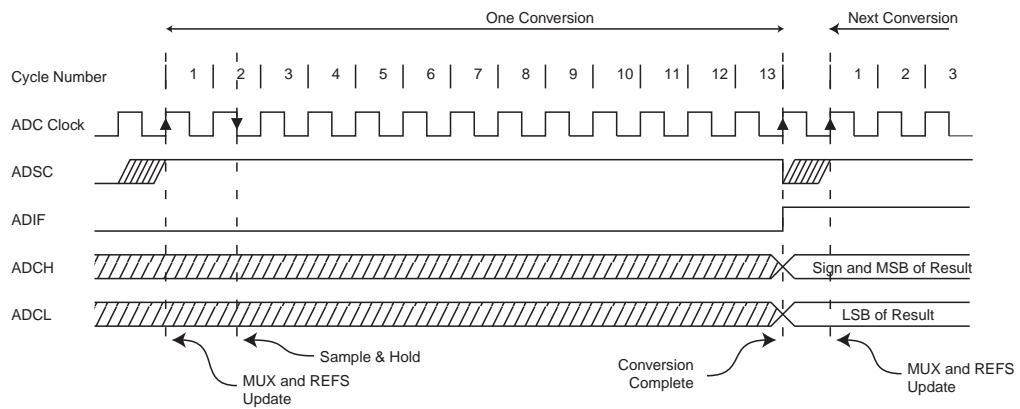 One Conversion
Next Conversion
Cycle Number
1 2 3 4 5 6 7 8 9 10 11 12 13 1 2 3
ADC Clock
ADSC
ADIF
ADCH
Sign and MSB of Result
ADCL
LSB of Result
MUX and REFS
Update
Sample & Hold
Conversion
Complete
MUX and REFS
Update